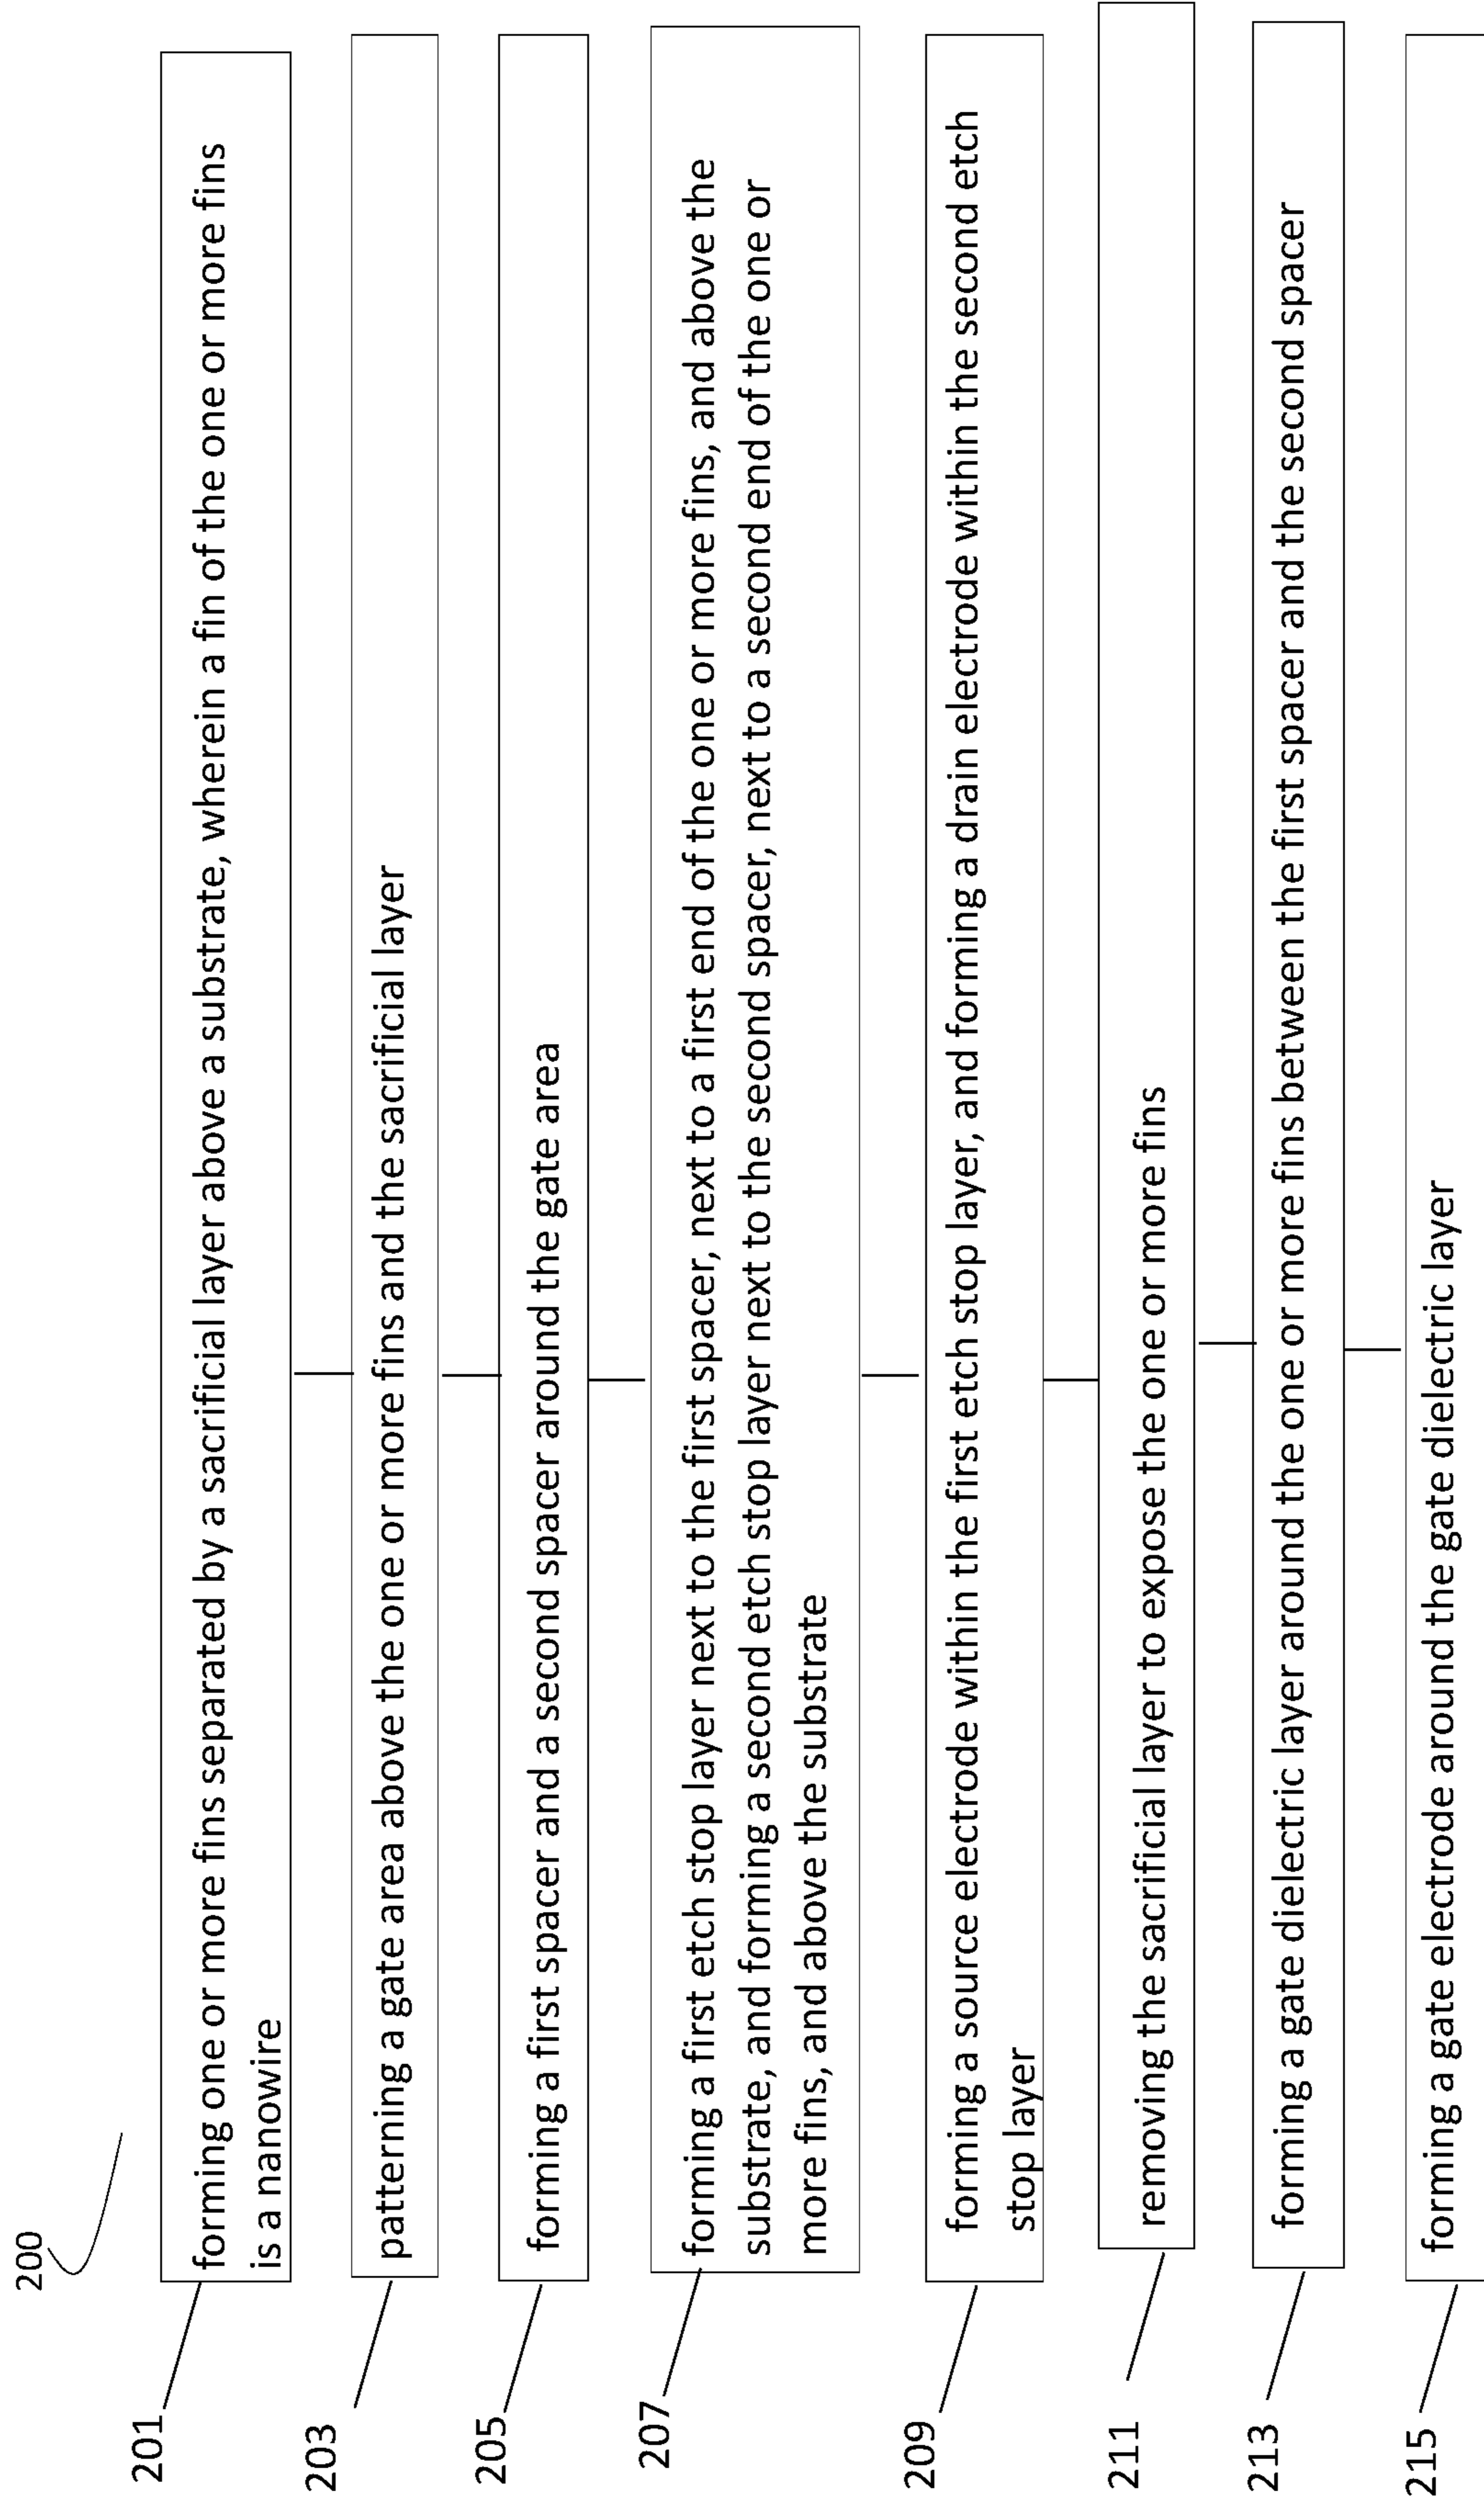 200
201
forming one or more fins separated by a sacrificial layer above a substrate, wherein a fin of the one or more fins
is a nanowire
203
patterning a gate area above the one or more fins and the sacrificial layer
205
forming a first spacer and a second spacer around the gate area
207
forming a first etch stop layer next to the first spacer, next to a first end of the one or more fins, and above the
substrate, and forming a second etch stop layer next to the second spacer, next to a second end of the one or
more fins, and above the substrate
209
forming a source electrode within the first etch stop layer, and forming a drain electrode within the second etch
stop layer
211
removing the sacrificial layer to expose the one or more fins
213
forming a gate dielectric layer around the one or more fins between the first spacer and the second spacer
215
forming a gate electrode around the gate dielectric layer